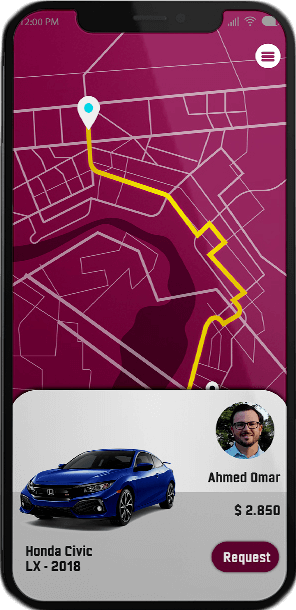 12:00 PM
Ahmed Omar
$ 2.850
Honda Civic
LX - 2018
Request